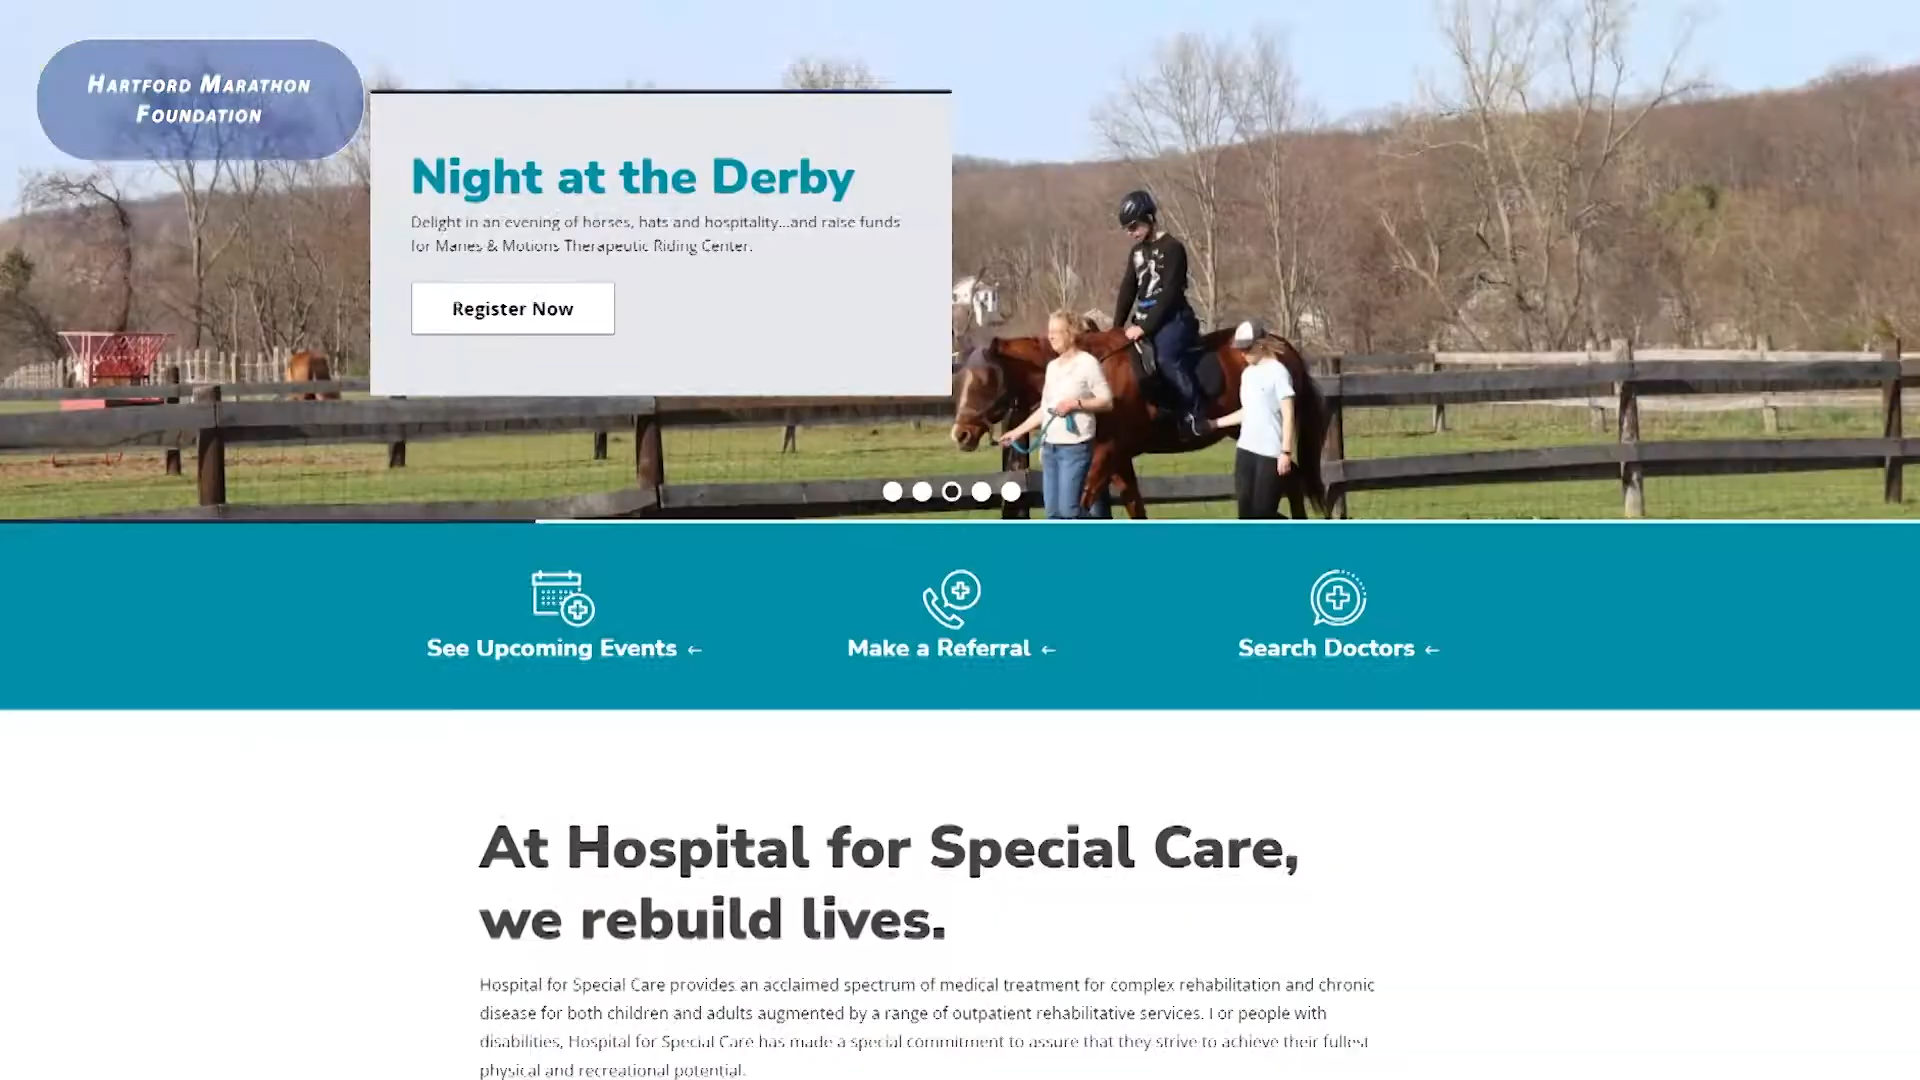 HARTFORD MARATHON
FOUNDATION
Night at the Derby
Delight in an evening of horses, hats and hospitality...and raise funds
for Manes & Motions Therapeutic Riding Center.
Register Now
See Upcoming Events ←
Make a Referral ←
Search Doctors ←
At Hospital for Special Care,
we rebuild lives.
Hospital for Special Care provides an acclaimed spectrum of medical treatment for complex rehabilitation and chronic
disease for both children and adults augmented by a range of outpatient rehabilitative services. For people with
disabilities, Hospital for Special Care has made a special commitment to assure that they strive to achieve their fullest
physical and recreational potential.